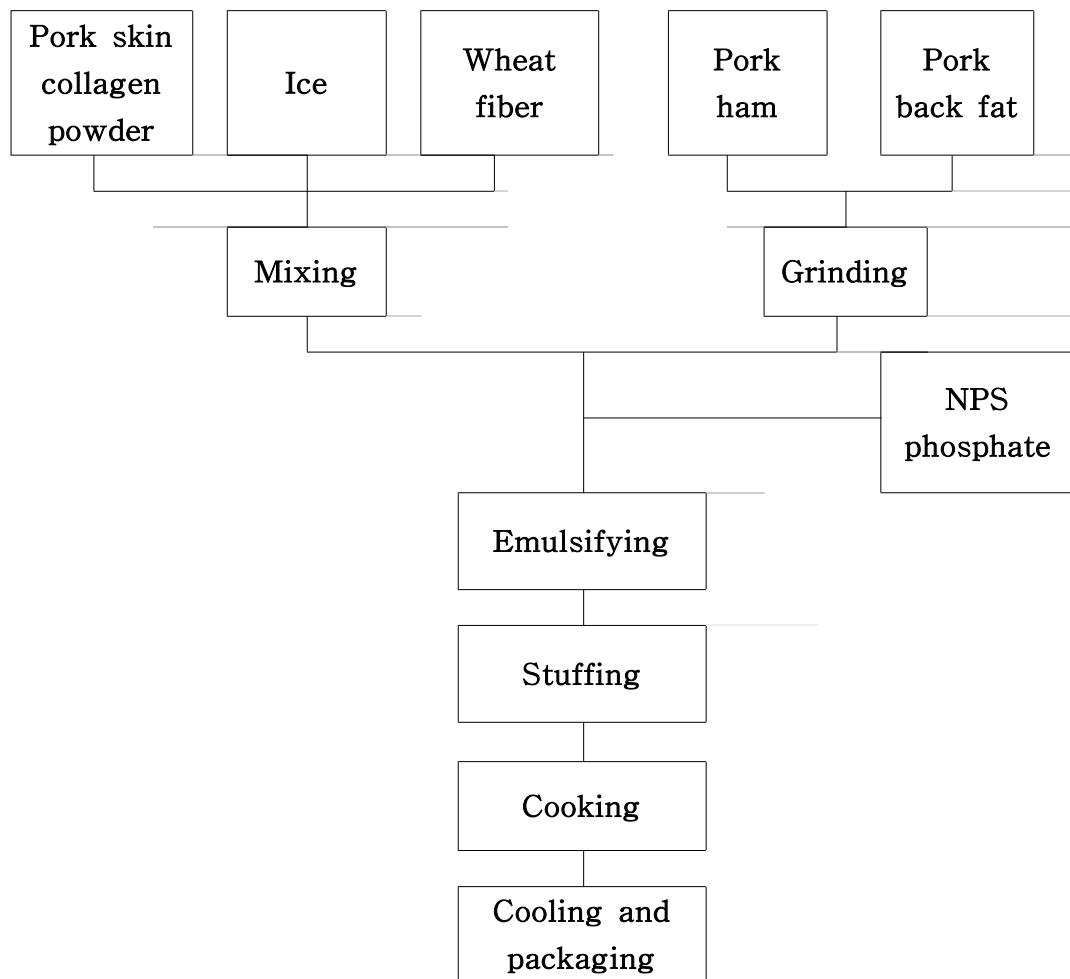 Pork skin
collagen
powder
Ice
Wheat
fiber
Pork
ham
Pork
back fat
Mixing
Grinding
NPS
phosphate
Emulsifying
Stuffing
Cooking
Cooling and
packaging